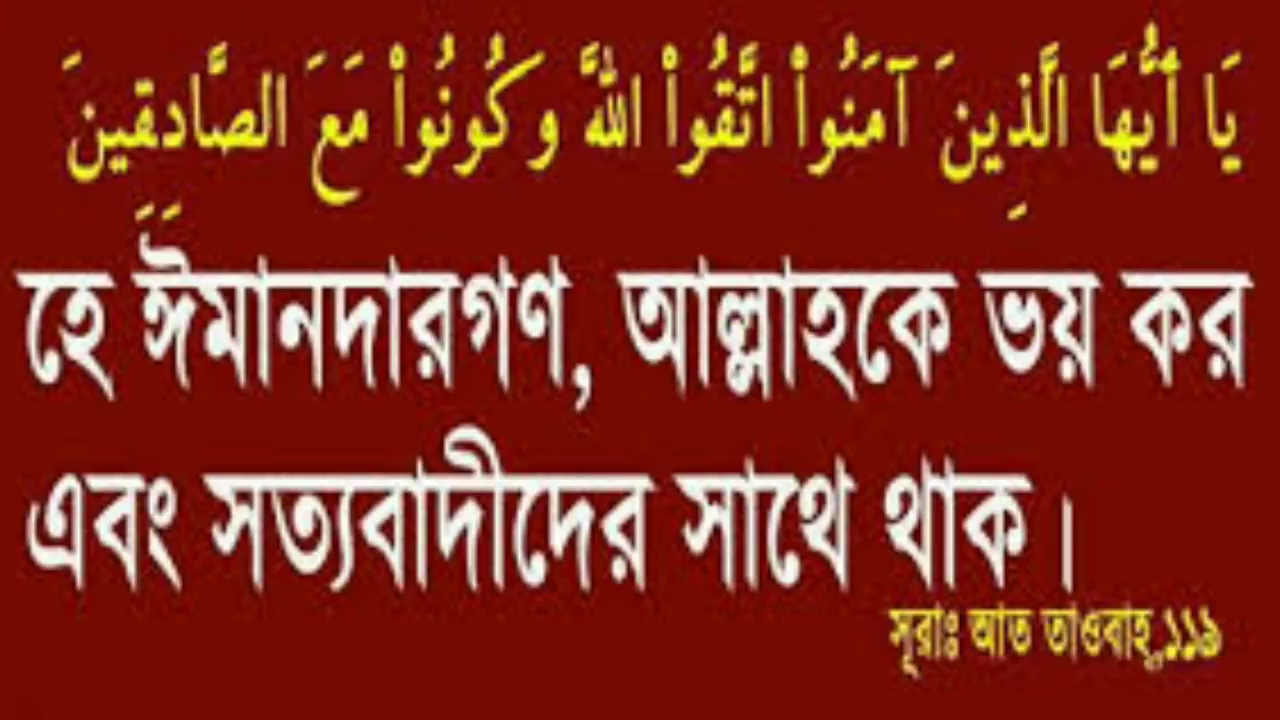 يَا أَيُّهَا الَّذِينَ آمَنُواْ اتَّقُواْ اللهَّ وَكُونُواْ مَعَ الصَّادِقِينَ
হে ঈমানদারগণ, আল্লাহকে ভয় কর
এবং সত্যবাদীদের সাথে থাক।
সূরাঃ আত তাওবাহ্,১১৯